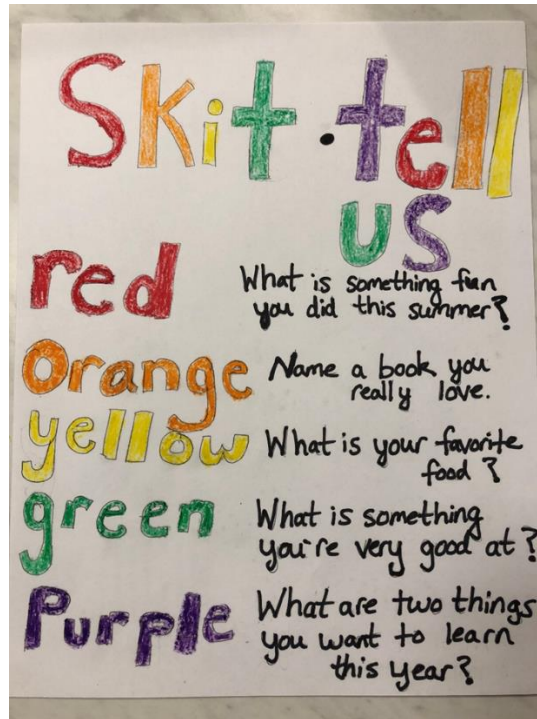 Skit·tell
us
red What is something fun
you did this summer?
Orange Name a book you
really love.
yellow What is your favorite
food?
green What is something
you're very good at?
Purple What are two things
you want to learn
this year?